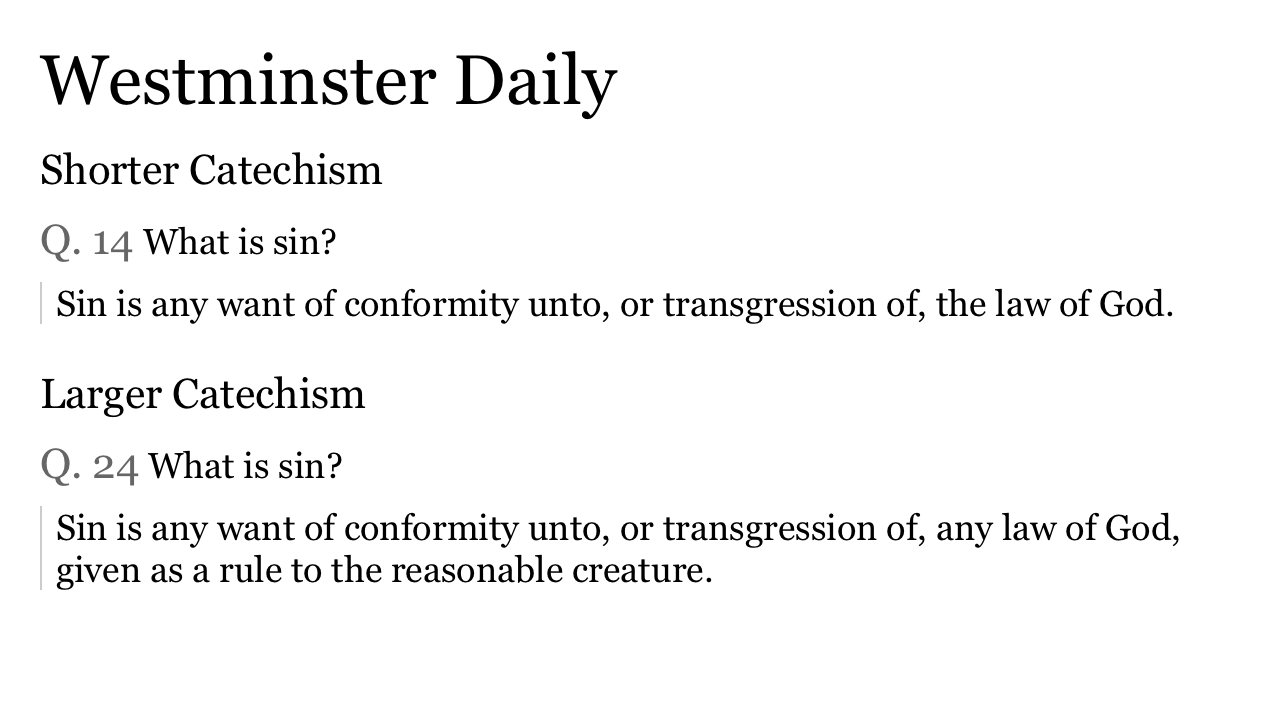 Westminster Daily
Shorter Catechism
Q. 14 What is sin?
Sin is any want of conformity unto, or transgression of, the law of God.
Larger Catechism
Q. 24 What is sin?
Sin is any want of conformity unto, or transgression of, any law of God,
given as a rule to the reasonable creature.